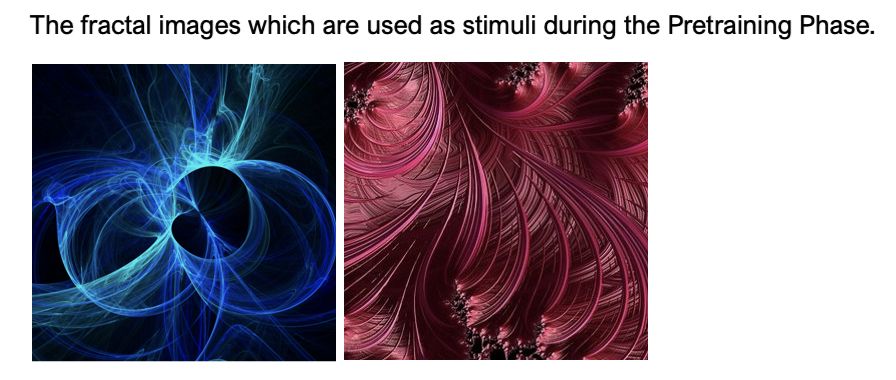 The fractal images which are used as stimuli during the Pretraining Phase.